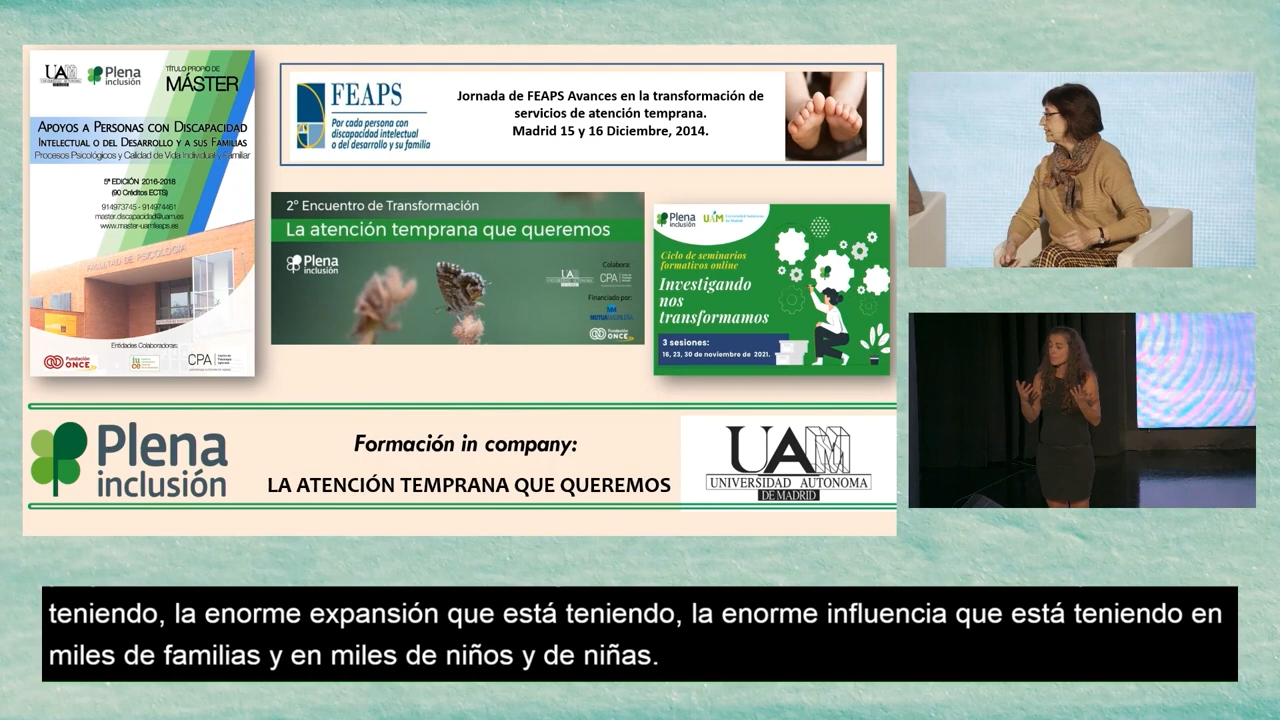 UAM
Plena
inclusión
TÍTULO PROPIO DE
MÁSTER
APOYOS A PERSONAS CON DISCAPACIDAD
INTELECTUAL O DEL DESARROLLO Y A SUS FAMILIAS
Procesos Psicológicos y Calidad de Vida Individual y Familiar
5ª EDICIÓN 2016-2018
(90 Créditos ECTS)
914973745 - 914974461
master.discapacidad@uam.es
www.master-uamfeaps.es
FACULTAD DE PSICOLOGIA
Entidades Colaboradoras:
Fundación
ONCE
CPA
FEAPS
Por cada persona con
discapacidad intelectual
o del desarrollo y su familia
Jornada de FEAPS Avances en la transformación de
servicios de atención temprana.
Madrid 15 y 16 Diciembre, 2014.
2º Encuentro de Transformación
La atención temprana que queremos
Plena
inclusión
Colabora:
UA
CPA
Financiado por:
MUTUAMADRILEÑA
Fundación
ONCE
Plena
inclusión
UAM Universidad Autónoma
de Madrid
Ciclo de seminarios
formativos online
Investigando
nos
transformamos
3 sesiones:
16, 23, 30 de noviembre de 2021.
Plena
inclusión
Formación in company:
LA ATENCIÓN TEMPRANA QUE QUEREMOS
UAM
UNIVERSIDAD AUTONOMA
DE MADRID
teniendo, la enorme expansión que está teniendo, la enorme influencia que está teniendo en
miles de familias y en miles de niños y de niñas.